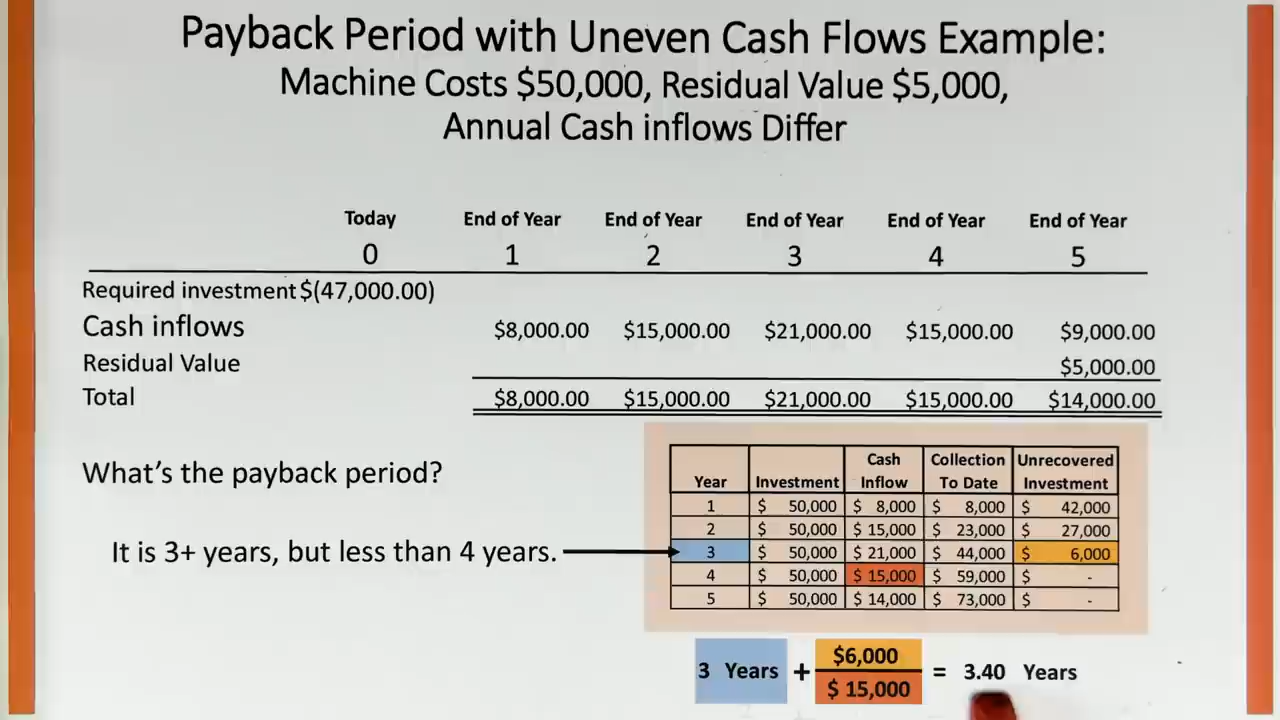 Payback Period with Uneven Cash Flows Example:
Machine Costs $50,000, Residual Value $5,000,
Annual Cash inflows Differ
Today End of Year End of Year End of Year End of Year End of Year
0 1 2 3 4 5
Required investment $(47,000.00)
Cash inflows $8,000.00 $15,000.00 $21,000.00 $15,000.00 $9,000.00
Residual Value $5,000.00
Total $8,000.00 $15,000.00 $21,000.00 $15,000.00 $14,000.00
What's the payback period?
It is 3+ years, but less than 4 years.
Cash Collection Unrecovered
Year Investment Inflow To Date Investment
1 $ 50,000 $ 8,000 $ 8,000 $ 42,000
2 $ 50,000 $ 15,000 $ 23,000 $ 27,000
3 $ 50,000 $ 21,000 $ 44,000 $ 6,000
4 $ 50,000 $ 15,000 $ 59,000 $ -
5 $ 50,000 $ 14,000 $ 73,000 $ -
$6,000
3 Years + = 3.40 Years
$ 15,000